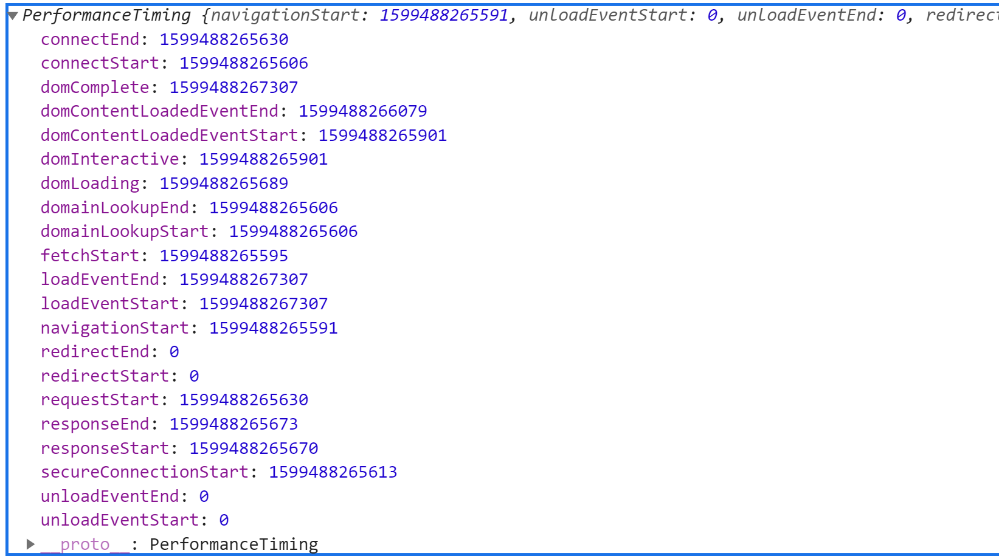 PerformanceTiming {navigationStart: 1599488265591, unloadEventStart: 0, unloadEventEnd: 0, redirect
connectEnd: 1599488265630
connectStart: 1599488265606
domComplete: 1599488267307
domContentLoadedEventEnd: 1599488266079
domContentLoadedEventStart: 1599488265901
domInteractive: 1599488265901
domLoading: 1599488265689
domainLookupEnd: 1599488265606
domainLookupStart: 1599488265606
fetchStart: 1599488265595
loadEventEnd: 1599488267307
loadEventStart: 1599488267307
navigationStart: 1599488265591
redirectEnd: 0
redirectStart: 0
requestStart: 1599488265630
responseEnd: 1599488265673
responseStart: 1599488265670
secureConnectionStart: 1599488265613
unloadEventEnd: 0
unloadEventStart: 0
__proto__: PerformanceTiming